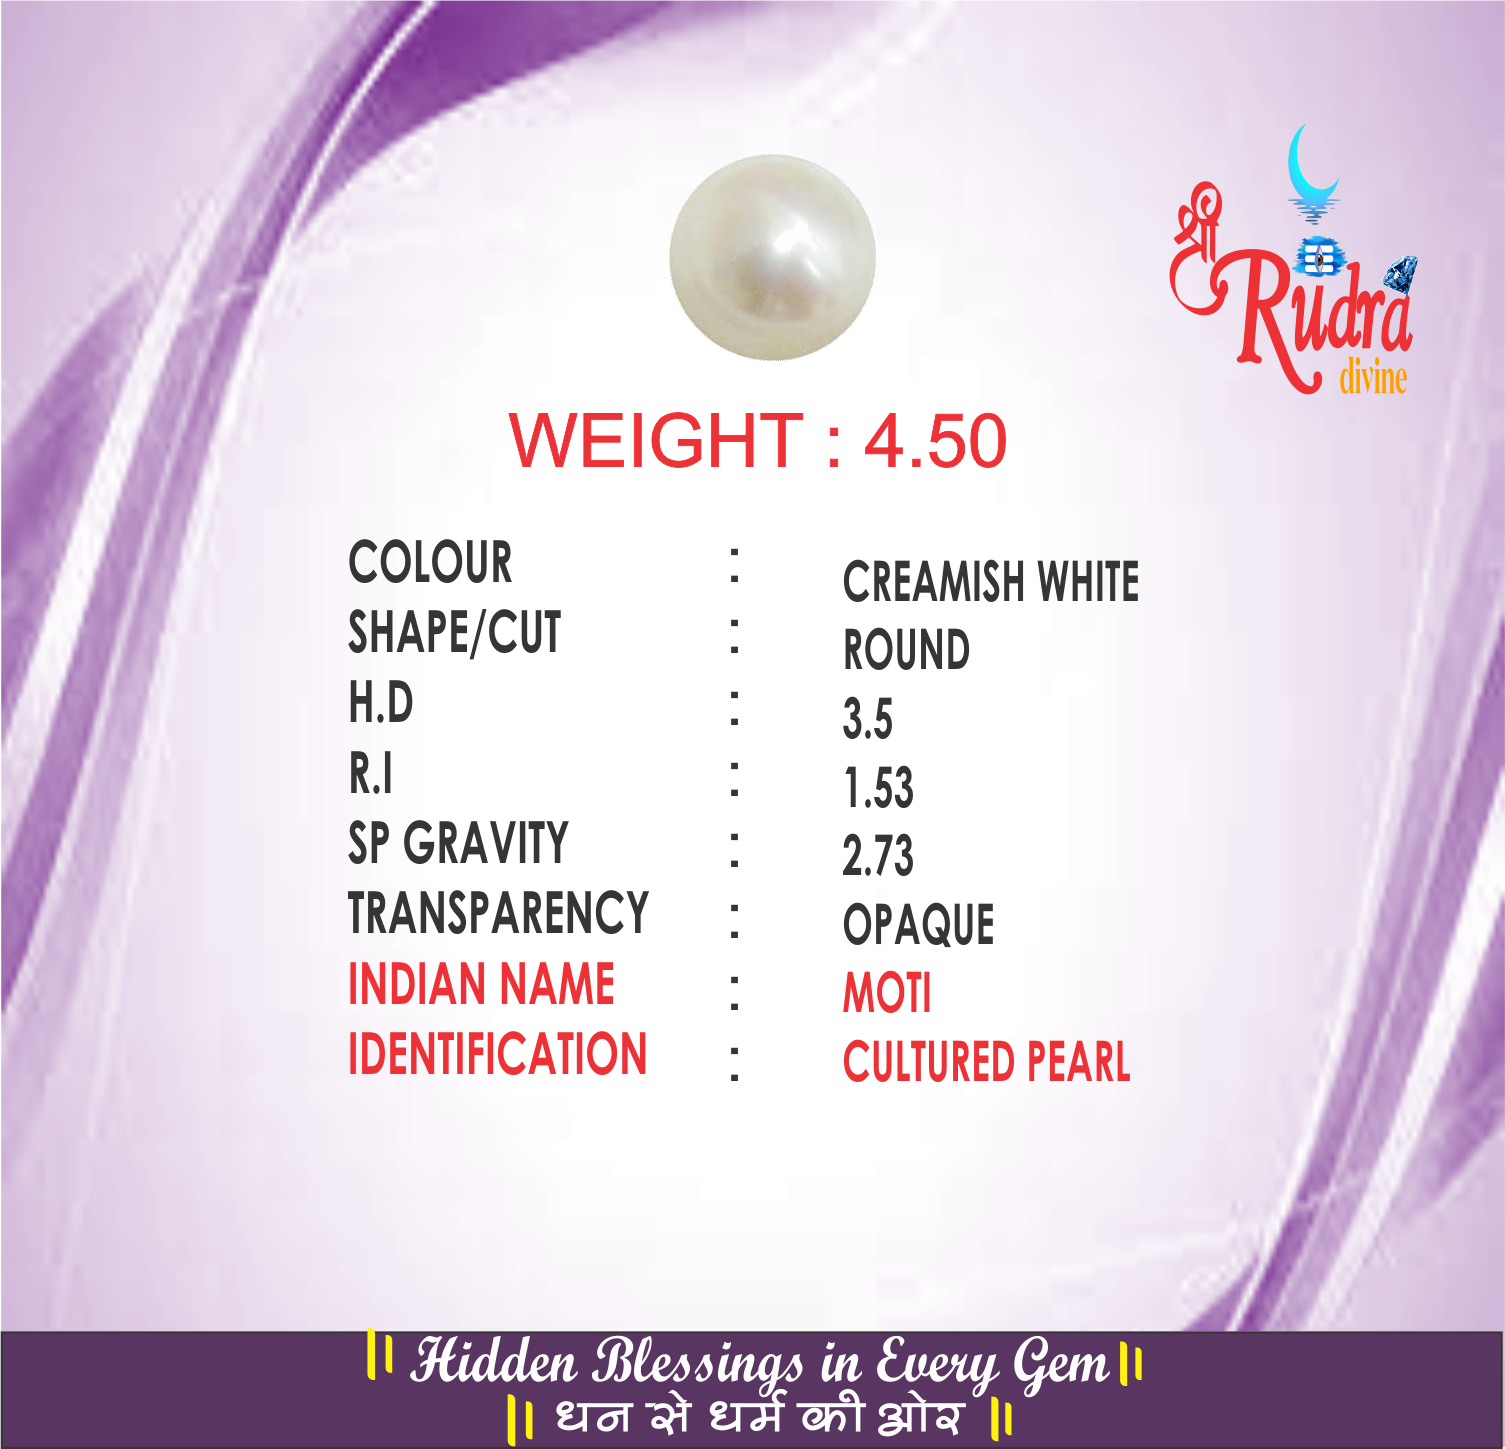 श्री
Rudra
divine
WEIGHT : 4.50
COLOUR : CREAMISH WHITE
SHAPE/CUT : ROUND
H.D : 3.5
R.I : 1.53
SP GRAVITY : 2.73
TRANSPARENCY : OPAQUE
INDIAN NAME : MOTI
IDENTIFICATION : CULTURED PEARL
|| Hidden Blessings in Every Gem ||
|| धन से धर्म की ओर ||